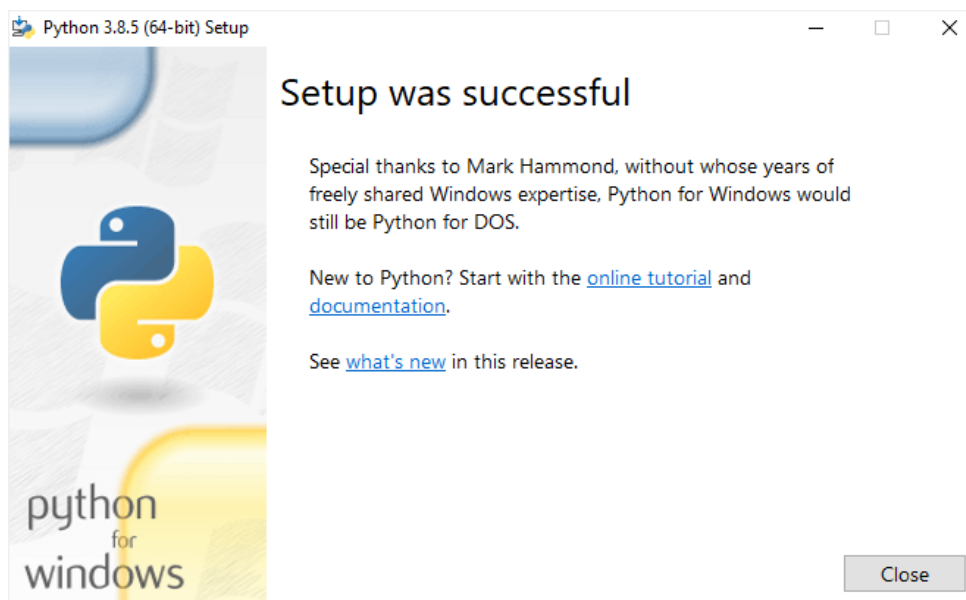 Python 3.8.5 (64-bit) Setup
Setup was successful
Special thanks to Mark Hammond, without whose years of
freely shared Windows expertise, Python for Windows would
still be Python for DOS.
New to Python? Start with the online tutorial and
documentation.
See what's new in this release.
python
for
windows
Close